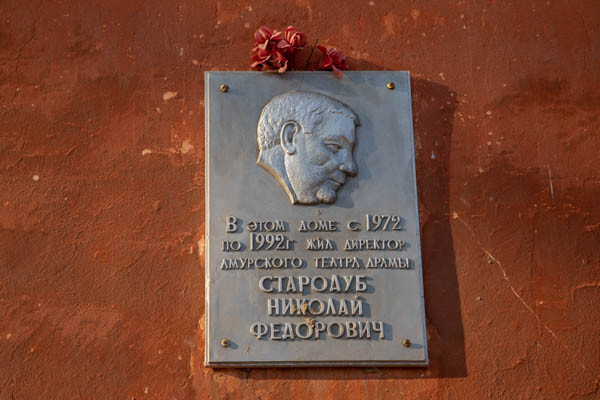 В ЭТОМ ДОМЕ С 1972
ПО 1992Г ЖИЛ ДИРЕКТОР
АМУРСКОГО ТЕАТРА ДРАМЫ
СТАРОДУБ
НИКОЛАЙ
ФЕДОРОВИЧ